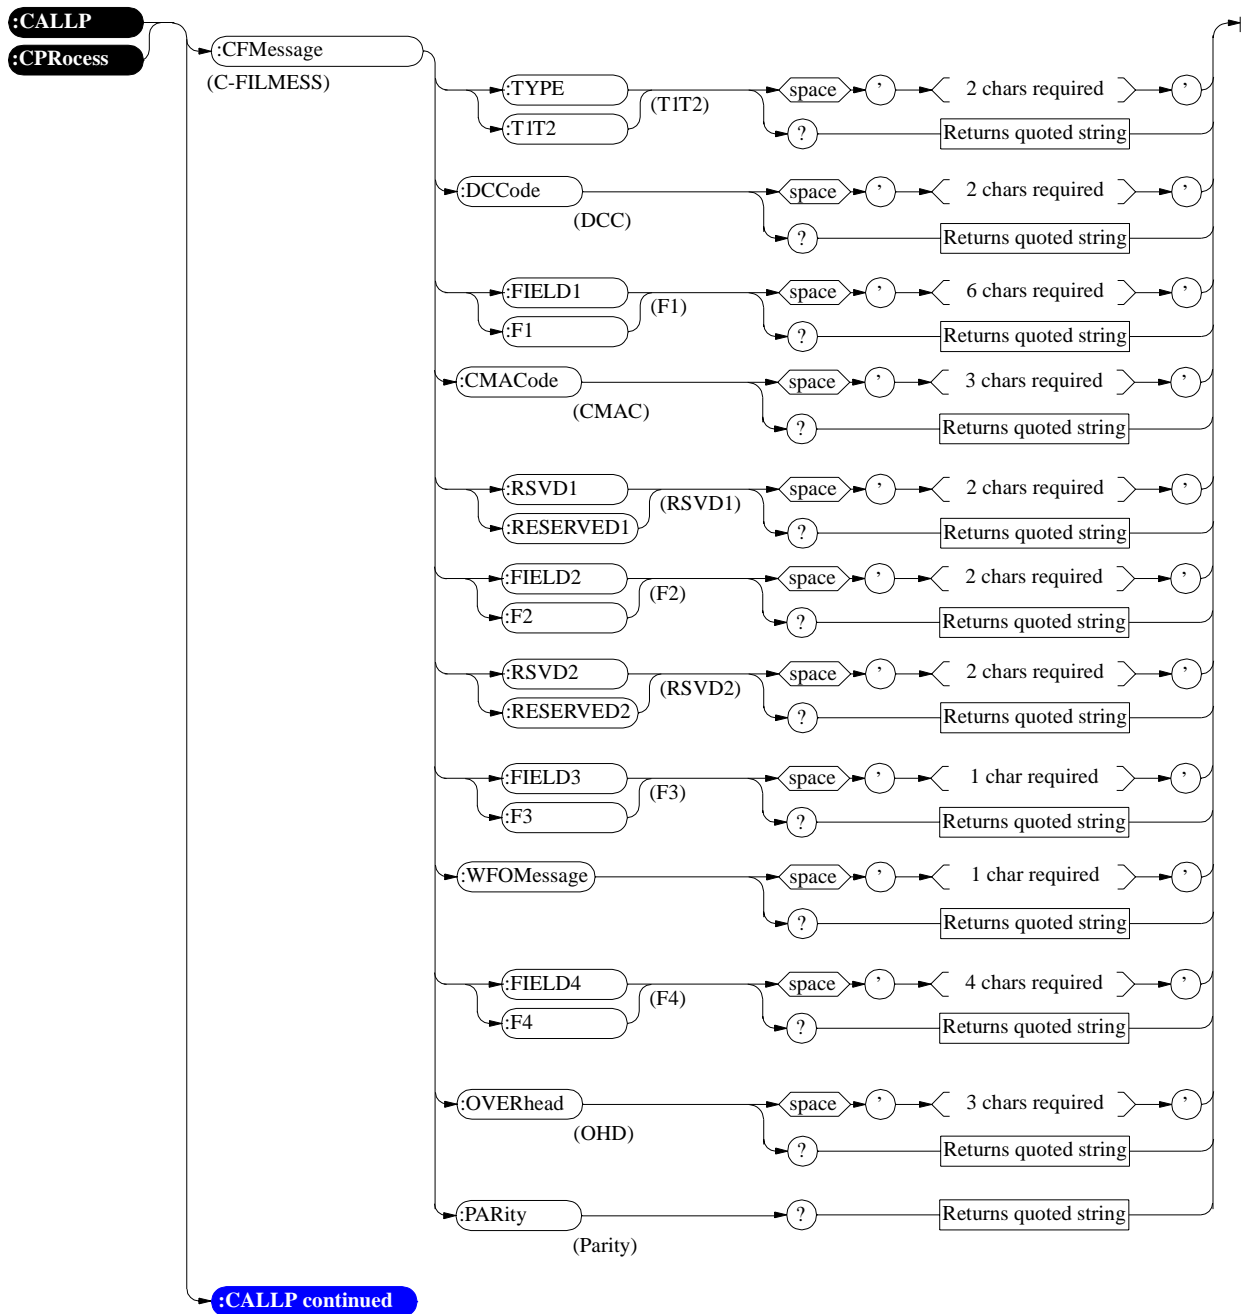 :CALLP
:CPRocess
:CFMessage
(C-FILMESS)
:TYPE
:T1T2
(T1T2)
space ’ 2 chars required ’
? Returns quoted string
:DCCode
(DCC)
space ’ 2 chars required ’
? Returns quoted string
:FIELD1
:F1
(F1)
space ’ 6 chars required ’
? Returns quoted string
:CMACode
(CMAC)
space ’ 3 chars required ’
? Returns quoted string
:RSVD1
:RESERVED1
(RSVD1)
space ’ 2 chars required ’
? Returns quoted string
:FIELD2
:F2
(F2)
space ’ 2 chars required ’
? Returns quoted string
:RSVD2
:RESERVED2
(RSVD2)
space ’ 2 chars required ’
? Returns quoted string
:FIELD3
:F3
(F3)
space ’ 1 char required ’
? Returns quoted string
:WFOMessage
space ’ 1 char required ’
? Returns quoted string
:FIELD4
:F4
(F4)
space ’ 4 chars required ’
? Returns quoted string
:OVERhead
(OHD)
space ’ 3 chars required ’
? Returns quoted string
:PARity
(Parity)
? Returns quoted string
:CALLP continued